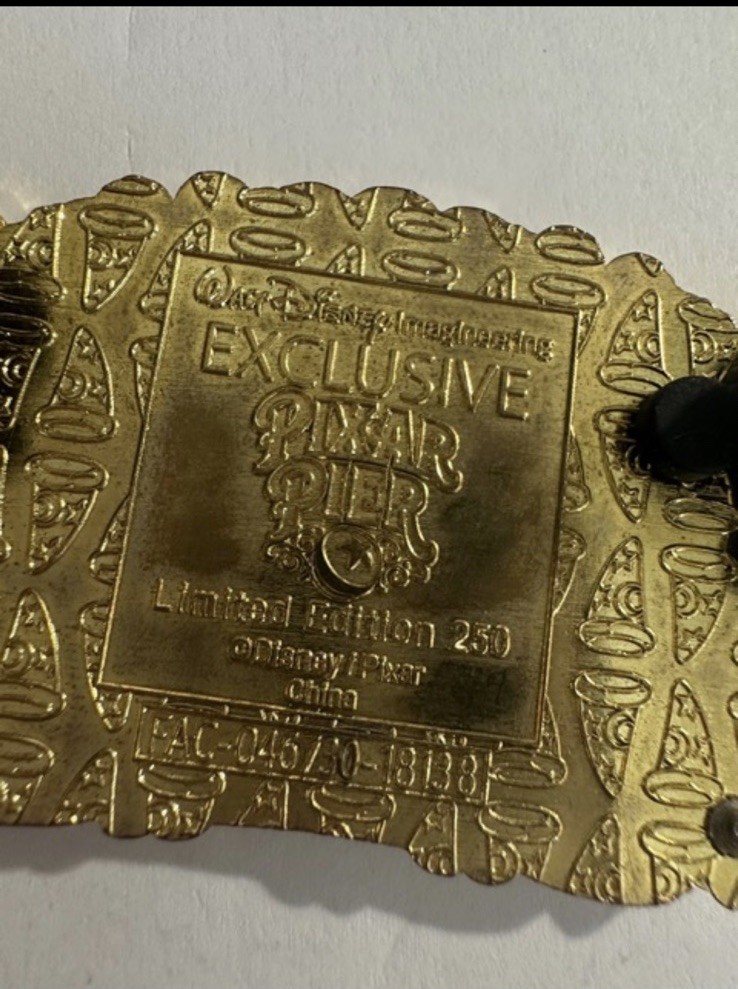 Walt Disney Imagineering
EXCLUSIVE
PIXAR
PIER
Limited Edition 250
©Disney/Pixar
China
FAC-046730-18138